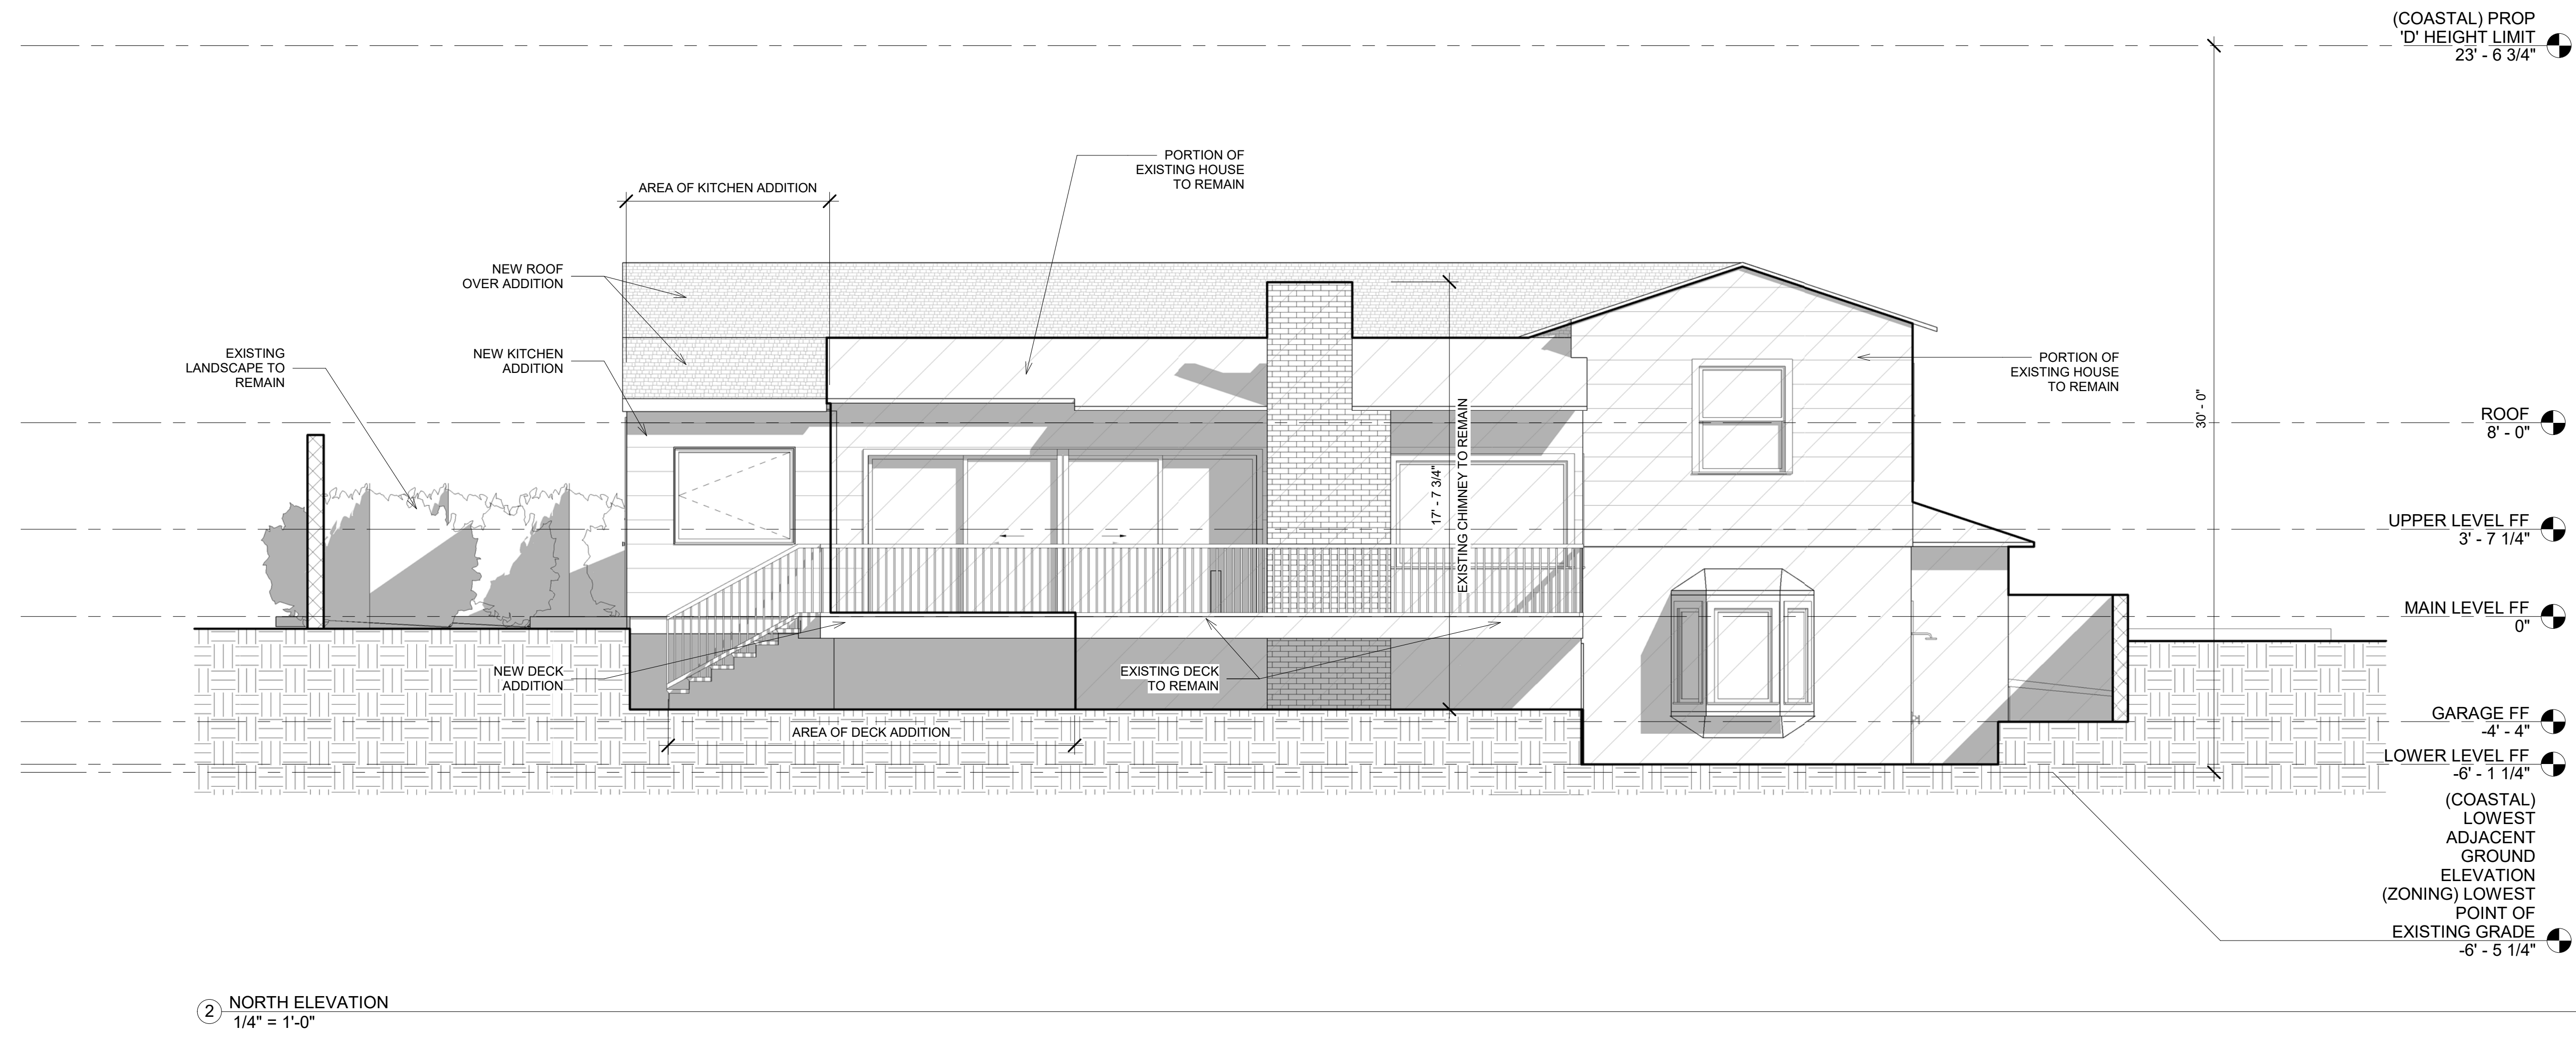 (COASTAL) PROP
'D' HEIGHT LIMIT
23' - 6 3/4"
PORTION OF
EXISTING HOUSE
TO REMAIN
AREA OF KITCHEN ADDITION
NEW ROOF
OVER ADDITION
EXISTING
LANDSCAPE TO
REMAIN
NEW KITCHEN
ADDITION
PORTION OF
EXISTING HOUSE
TO REMAIN
17' - 7 3/4"
EXISTING CHIMNEY TO REMAIN
30' - 0"
ROOF
8' - 0"
UPPER LEVEL FF
3' - 7 1/4"
MAIN LEVEL FF
0"
NEW DECK
ADDITION
EXISTING DECK
TO REMAIN
AREA OF DECK ADDITION
GARAGE FF
-4' - 4"
LOWER LEVEL FF
-6' - 1 1/4"
(COASTAL)
LOWEST
ADJACENT
GROUND
ELEVATION
(ZONING) LOWEST
POINT OF
EXISTING GRADE
-6' - 5 1/4"
2
NORTH ELEVATION
1/4" = 1'-0"